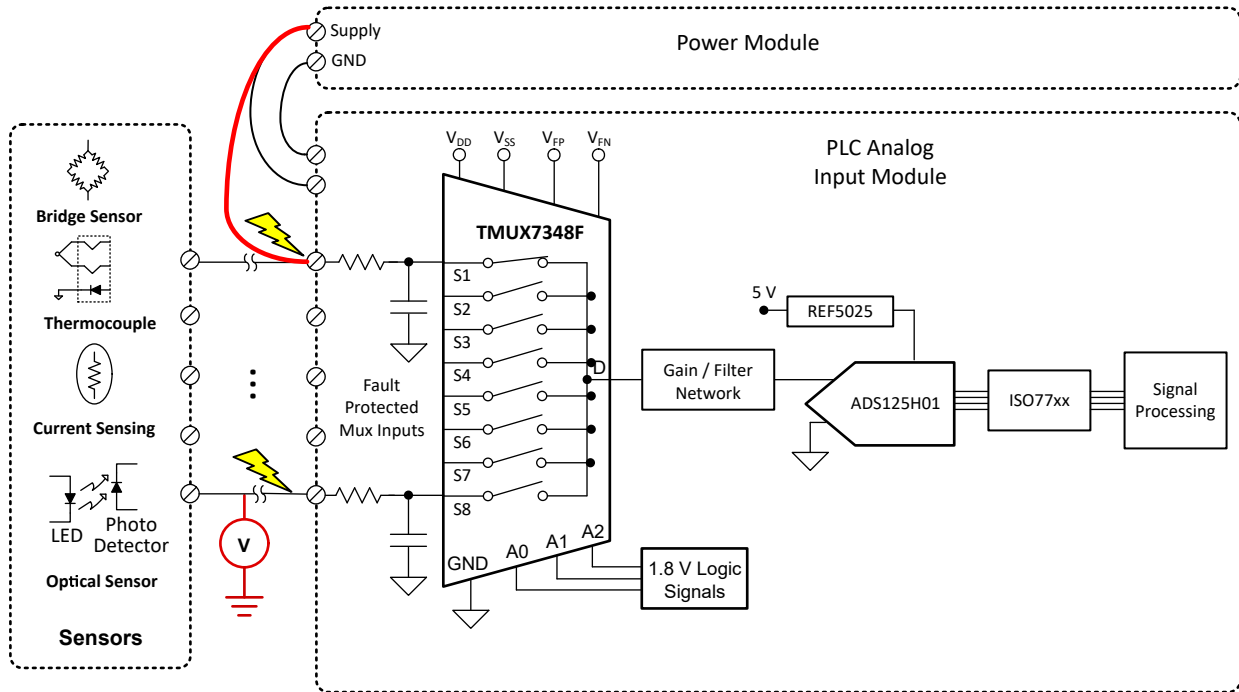 Supply
GND
Power Module
Bridge Sensor
Thermocouple
Current Sensing
LED
Photo
Detector
Optical Sensor
Sensors
V
Fault
Protected
Mux Inputs
VDD
VSS
VFP
VFN
TMUX7348F
S1
S2
S3
S4
S5
S6
S7
S8
D
GND
A0
A1
A2
1.8 V Logic
Signals
PLC Analog
Input Module
5 V
REF5025
Gain / Filter
Network
ADS125H01
ISO77xx
Signal
Processing